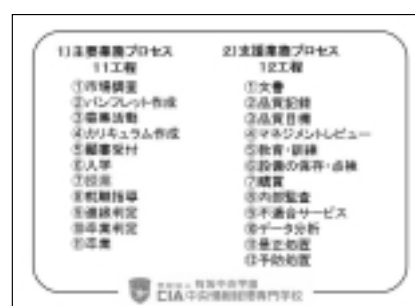 1)主要業務プロセス
11工程
①市場調査
②パンフレット作成
③募集活動
④カリキュラム作成
⑤願書受付
⑥入学
⑦授業
⑧就職指導
⑨進級判定
⑩卒業判定
⑪卒業
2)支援業務プロセス
12工程
①文書
②品質記録
③品質目標
④マネジメントレビュー
⑤教育・訓練
⑥設備の保存・点検
⑦購買
⑧内部監査
⑨不適合サービス
⑩データ分析
⑪是正処置
⑫予防処置
有馬中央学園
CIA 中央情報経理専門学校